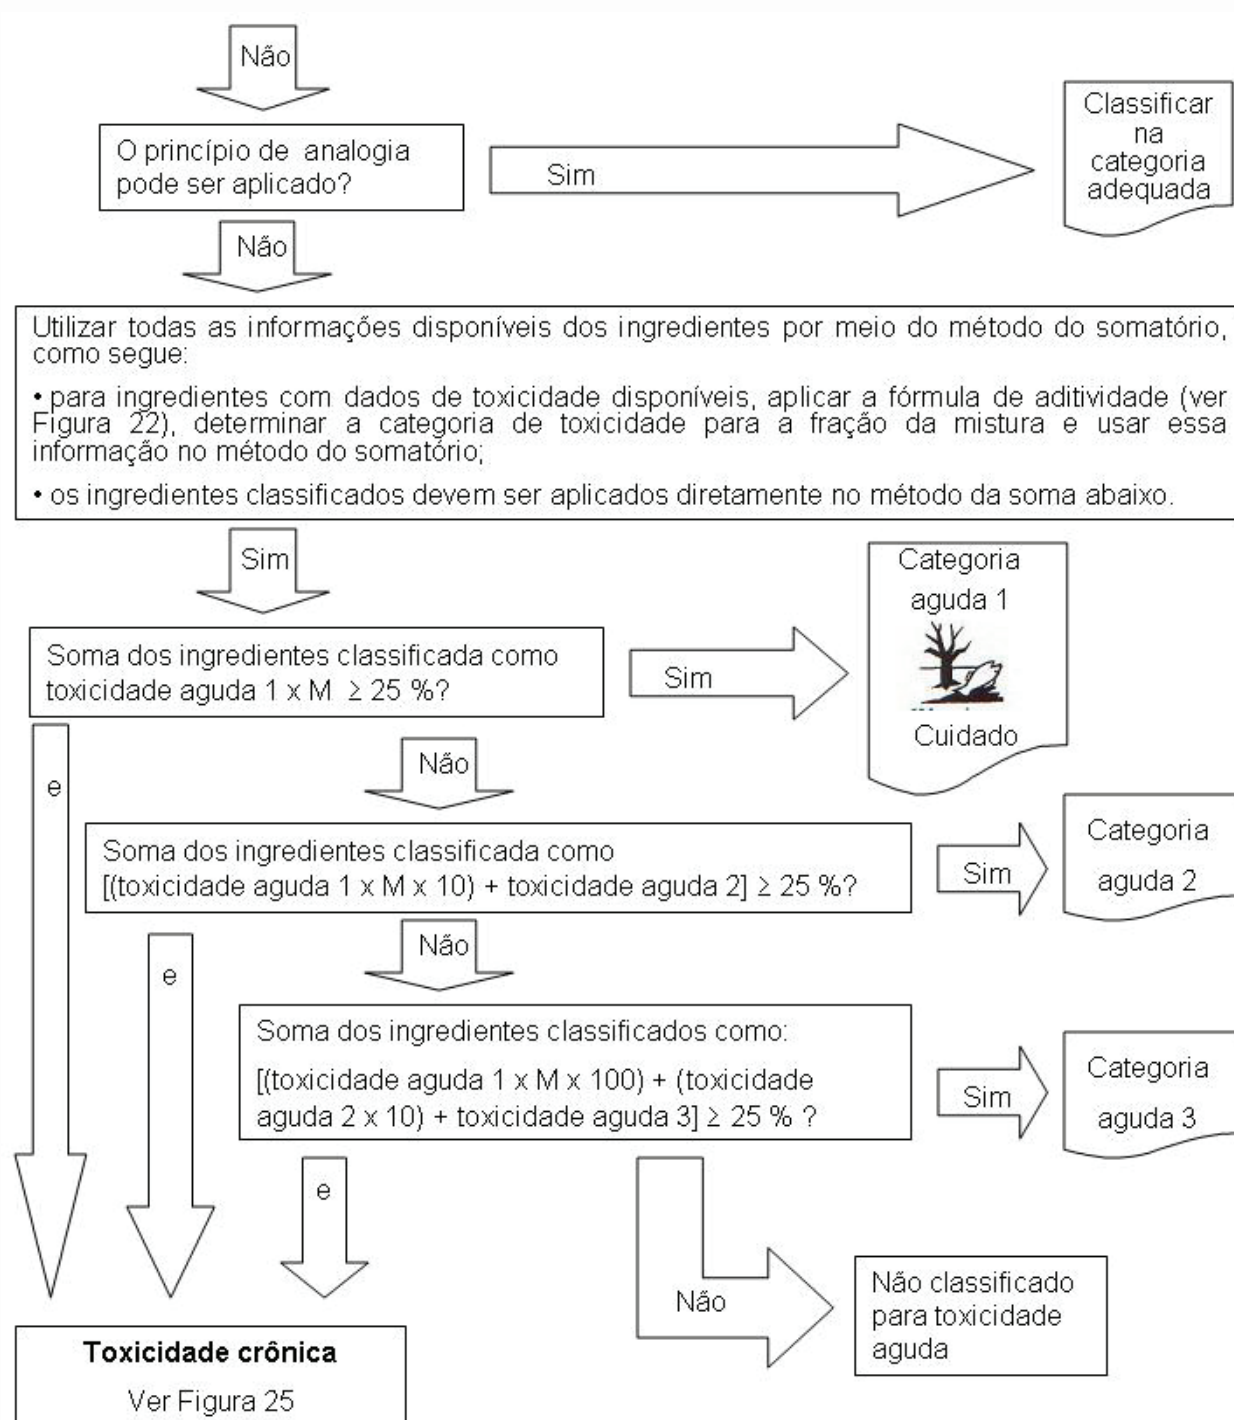 Não
O princípio de analogia
pode ser aplicado?
Sim
Classificar
na
categoria
adequada
Não
Utilizar todas as informações disponíveis dos ingredientes por meio do método do somatório,
como segue:
• para ingredientes com dados de toxicidade disponíveis, aplicar a fórmula de aditividade (ver
Figura 22), determinar a categoria de toxicidade para a fração da mistura e usar essa
informação no método do somatório;
• os ingredientes classificados devem ser aplicados diretamente no método da soma abaixo.
Sim
Soma dos ingredientes classificada como
toxicidade aguda 1 x M ≥ 25 %?
Sim
Categoria
aguda 1
Cuidado
e
Não
Soma dos ingredientes classificada como
[(toxicidade aguda 1 x M x 10) + toxicidade aguda 2] ≥ 25 %?
Sim
Categoria
aguda 2
e
Não
Soma dos ingredientes classificados como:
[(toxicidade aguda 1 x M x 100) + (toxicidade
aguda 2 x 10) + toxicidade aguda 3] ≥ 25 % ?
Sim
Categoria
aguda 3
e
Não
Não classificado
para toxicidade
aguda
Toxicidade crônica
Ver Figura 25